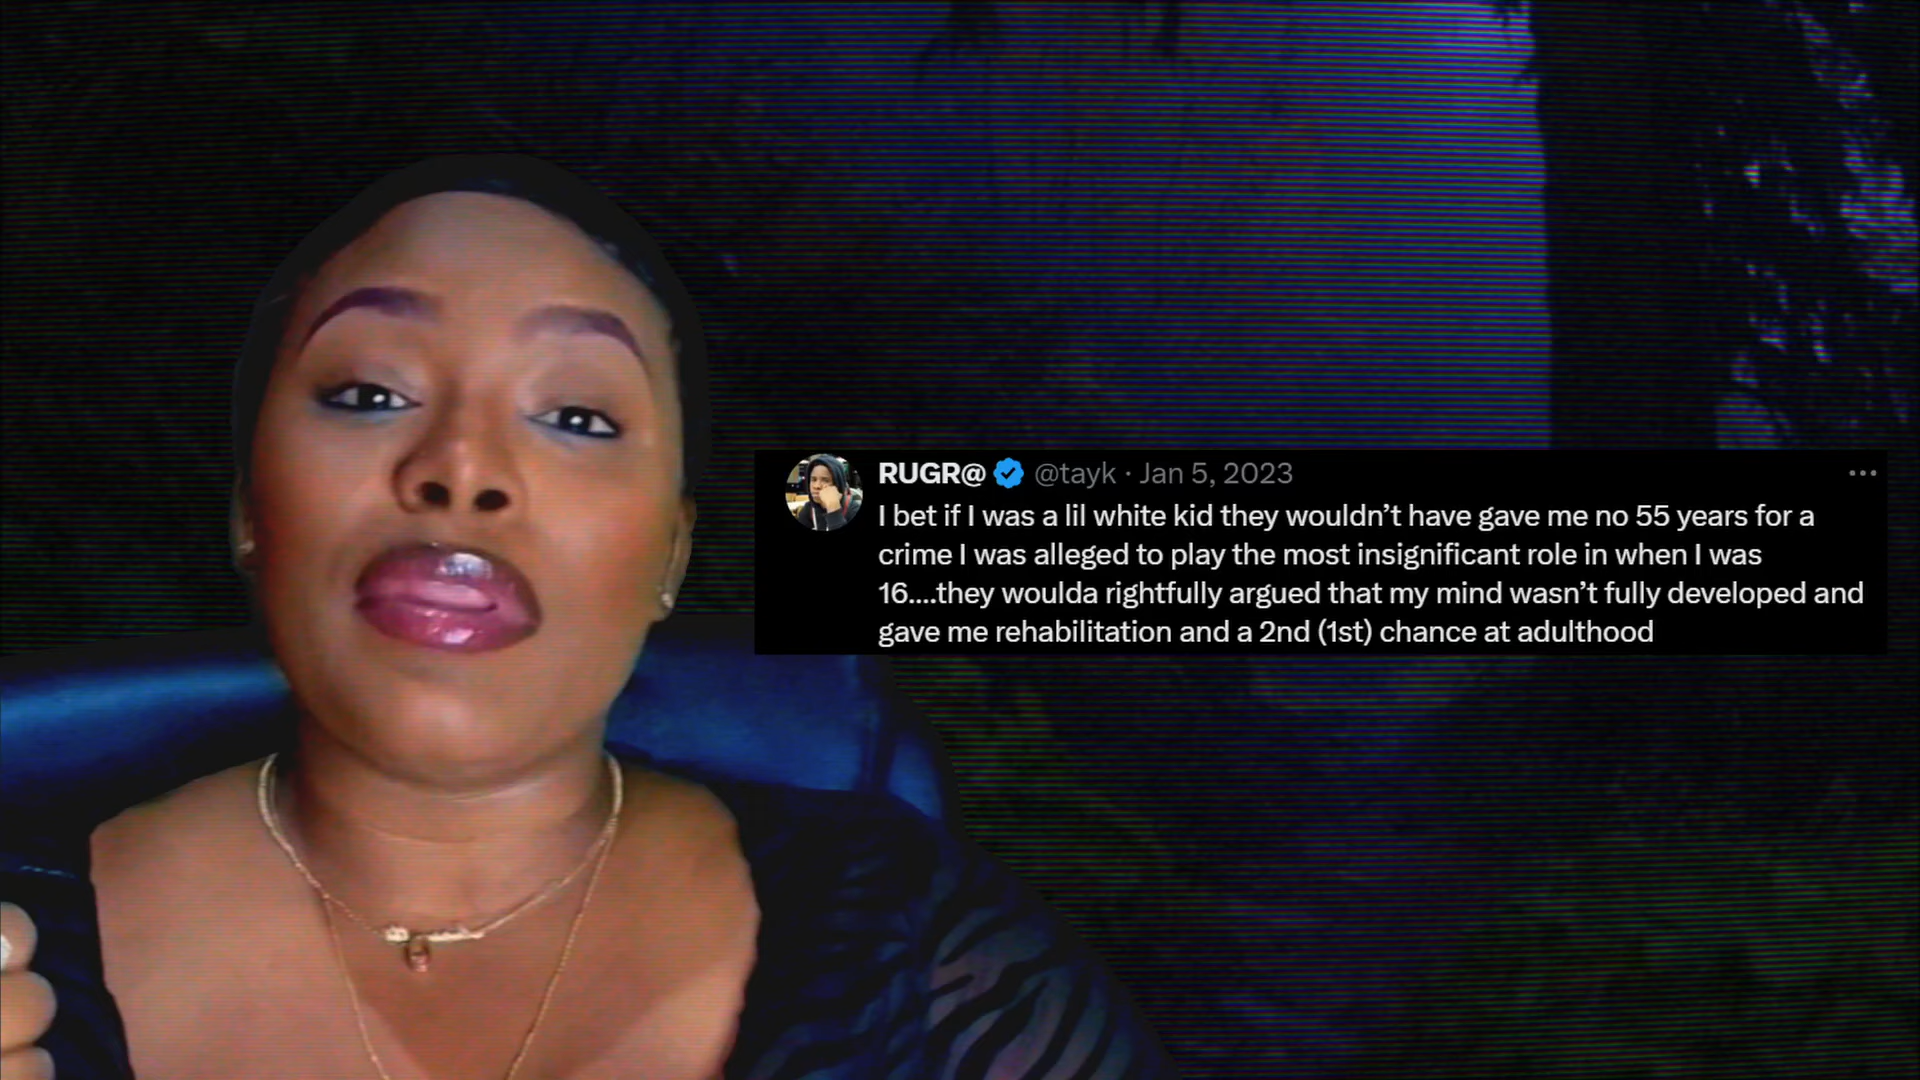 RUGR@ @tayk · Jan 5, 2023
I bet if I was a lil white kid they wouldn’t have gave me no 55 years for a
crime I was alleged to play the most insignificant role in when I was
16....they woulda rightfully argued that my mind wasn’t fully developed and
gave me rehabilitation and a 2nd (1st) chance at adulthood